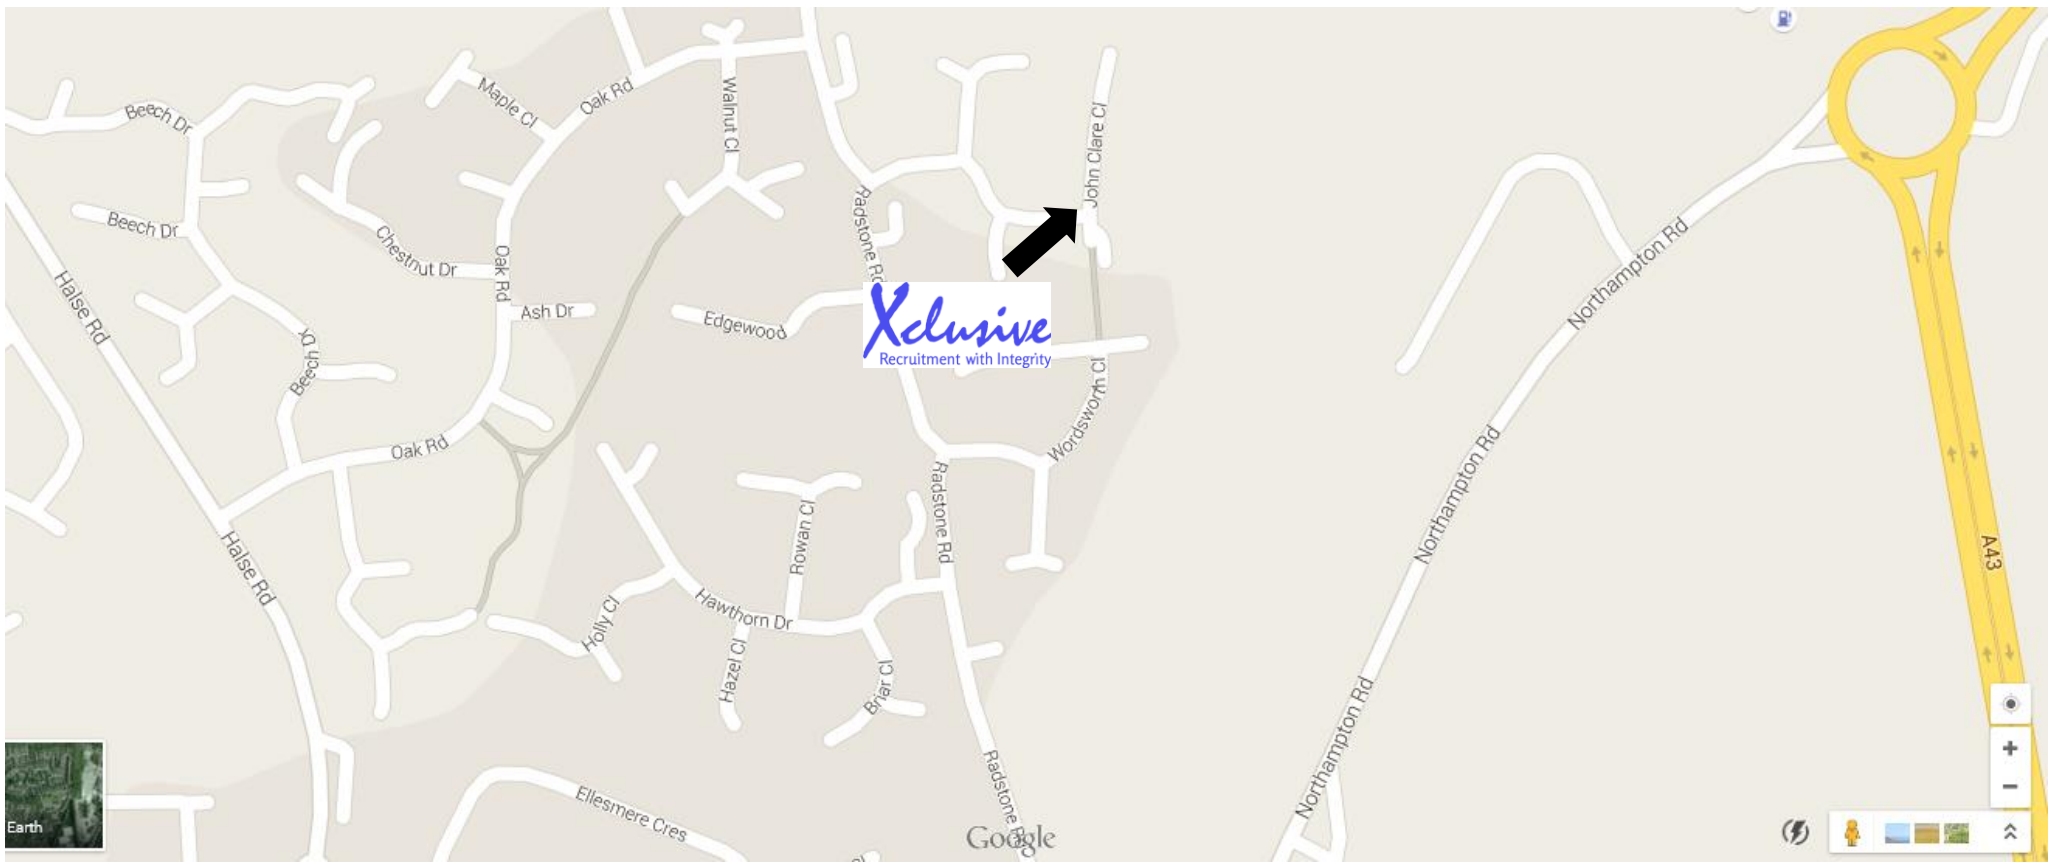 Maple Cl
Oak Rd
Walnut Cl
Beech Dr
John Clare Cl
Beech Dr
Radstone Rd
Chestnut Dr
Oak Rd
Northampton Rd
Halse Rd
Ash Dr
Edgewood
Xclusive
Recruitment with Integrity
Beech Dr
Wordsworth Cl
Oak Rd
Northampton Rd
Radstone Rd
Rowan Cl
A43
Halse Rd
Hawthorn Dr
Holly Cl
Hazel Cl
Briar Cl
Northampton Rd
Radstone Rd
Ellesmere Cres
Earth
Google
Cl